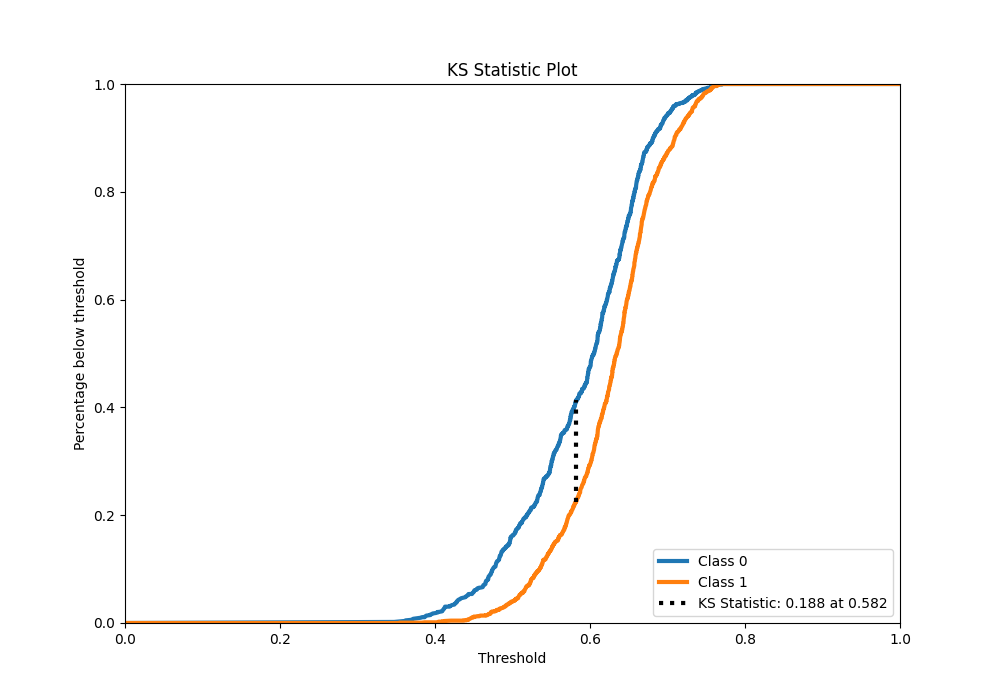 KS Statistic Plot
1.0
0.8
0.6
0.4
0.2
0.0
Percentage below threshold
0.0 0.2 0.4 0.6 0.8 1.0
Threshold
Class 0
Class 1
KS Statistic: 0.188 at 0.582